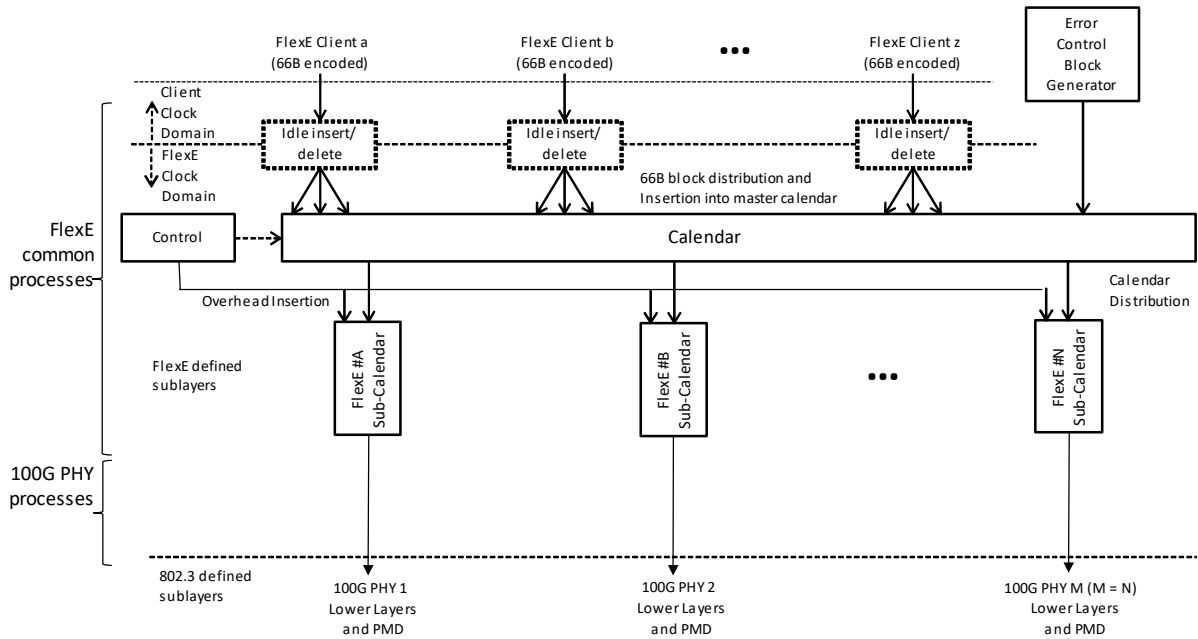 FlexE Client a
(66B encoded)
FlexE Client b
(66B encoded)
FlexE Client z
(66B encoded)
Error
Control
Block
Generator
Client
Clock
Domain
FlexE
Clock
Domain
Idle insert/
delete
Idle insert/
delete
Idle insert/
delete
66B block distribution and
Insertion into master calendar
FlexE
common
processes
Control
Calendar
Overhead Insertion
Calendar
Distribution
FlexE defined
sublayers
FlexE #A
Sub-Calendar
FlexE #B
Sub-Calendar
FlexE #N
Sub-Calendar
100G PHY
processes
802.3 defined
sublayers
100G PHY 1
Lower Layers
and PMD
100G PHY 2
Lower Layers
and PMD
100G PHY M (M = N)
Lower Layers
and PMD